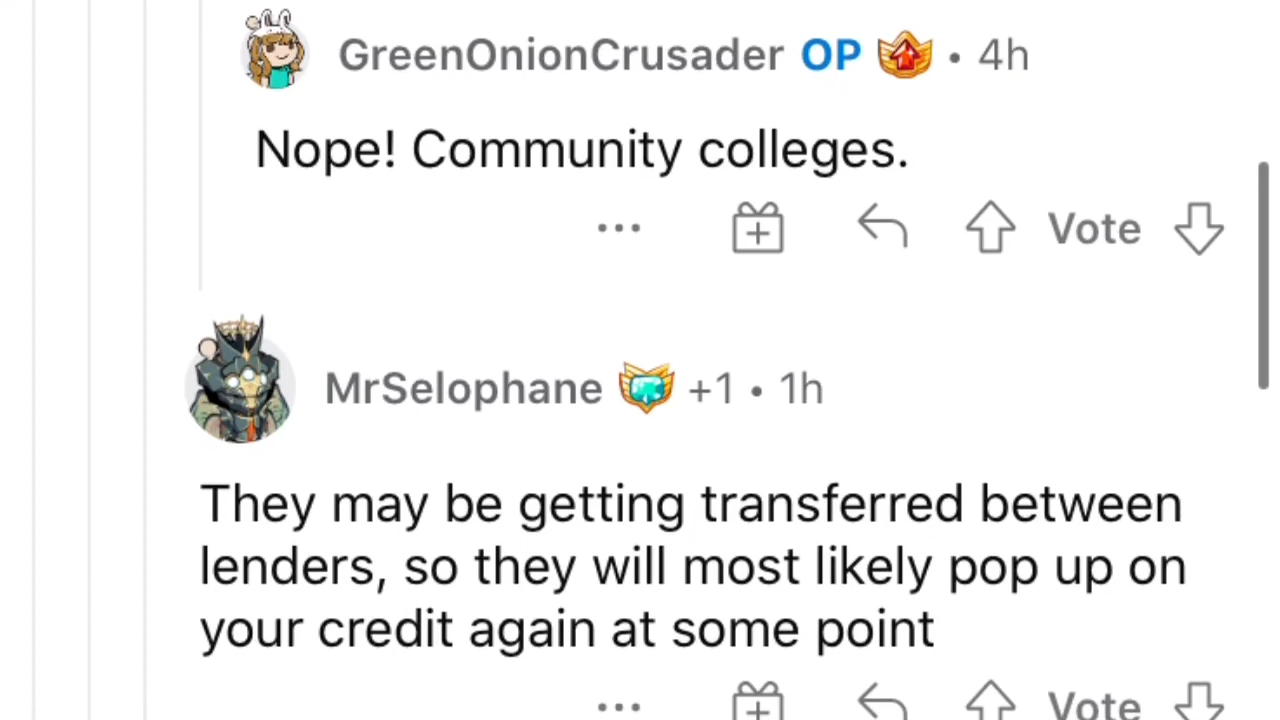 GreenOnionCrusader OP • 4h
Nope! Community colleges.
Vote
MrSelophane +1 • 1h
They may be getting transferred between
lenders, so they will most likely pop up on
your credit again at some point
Vote